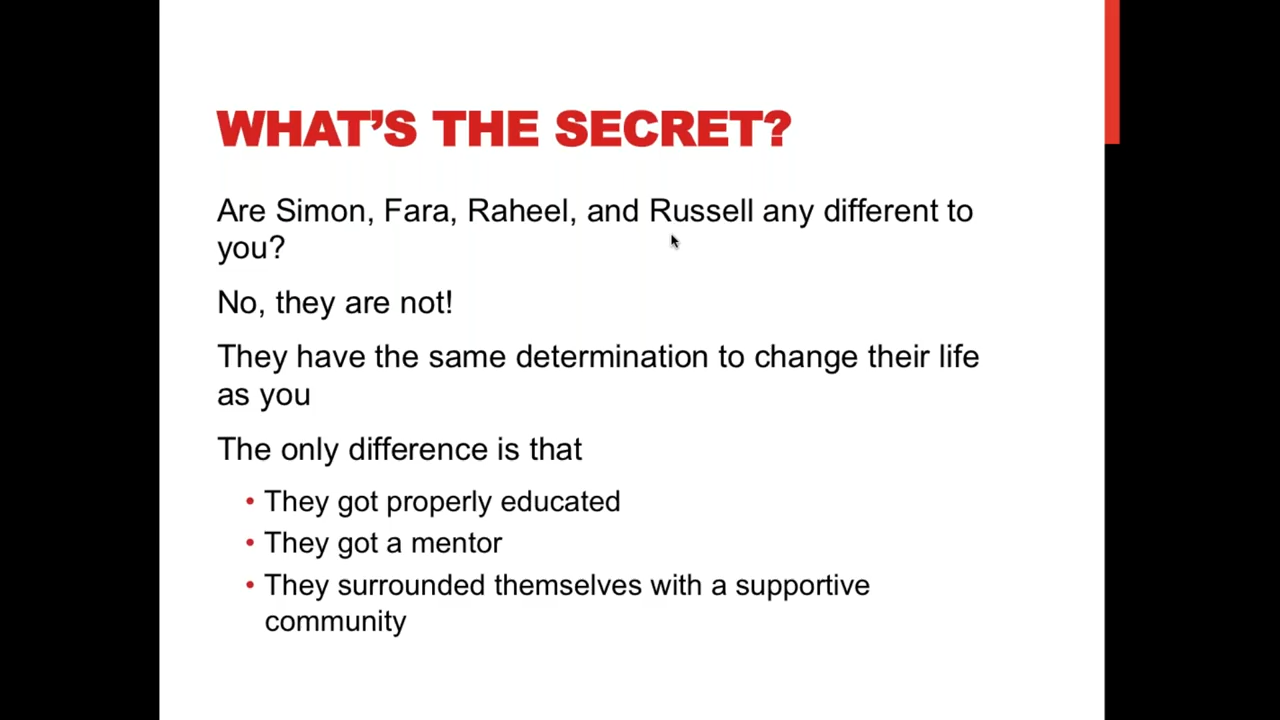 WHAT'S THE SECRET?
Are Simon, Fara, Raheel, and Russell any different to
you?
No, they are not!
They have the same determination to change their life
as you
The only difference is that
• They got properly educated
• They got a mentor
• They surrounded themselves with a supportive
community